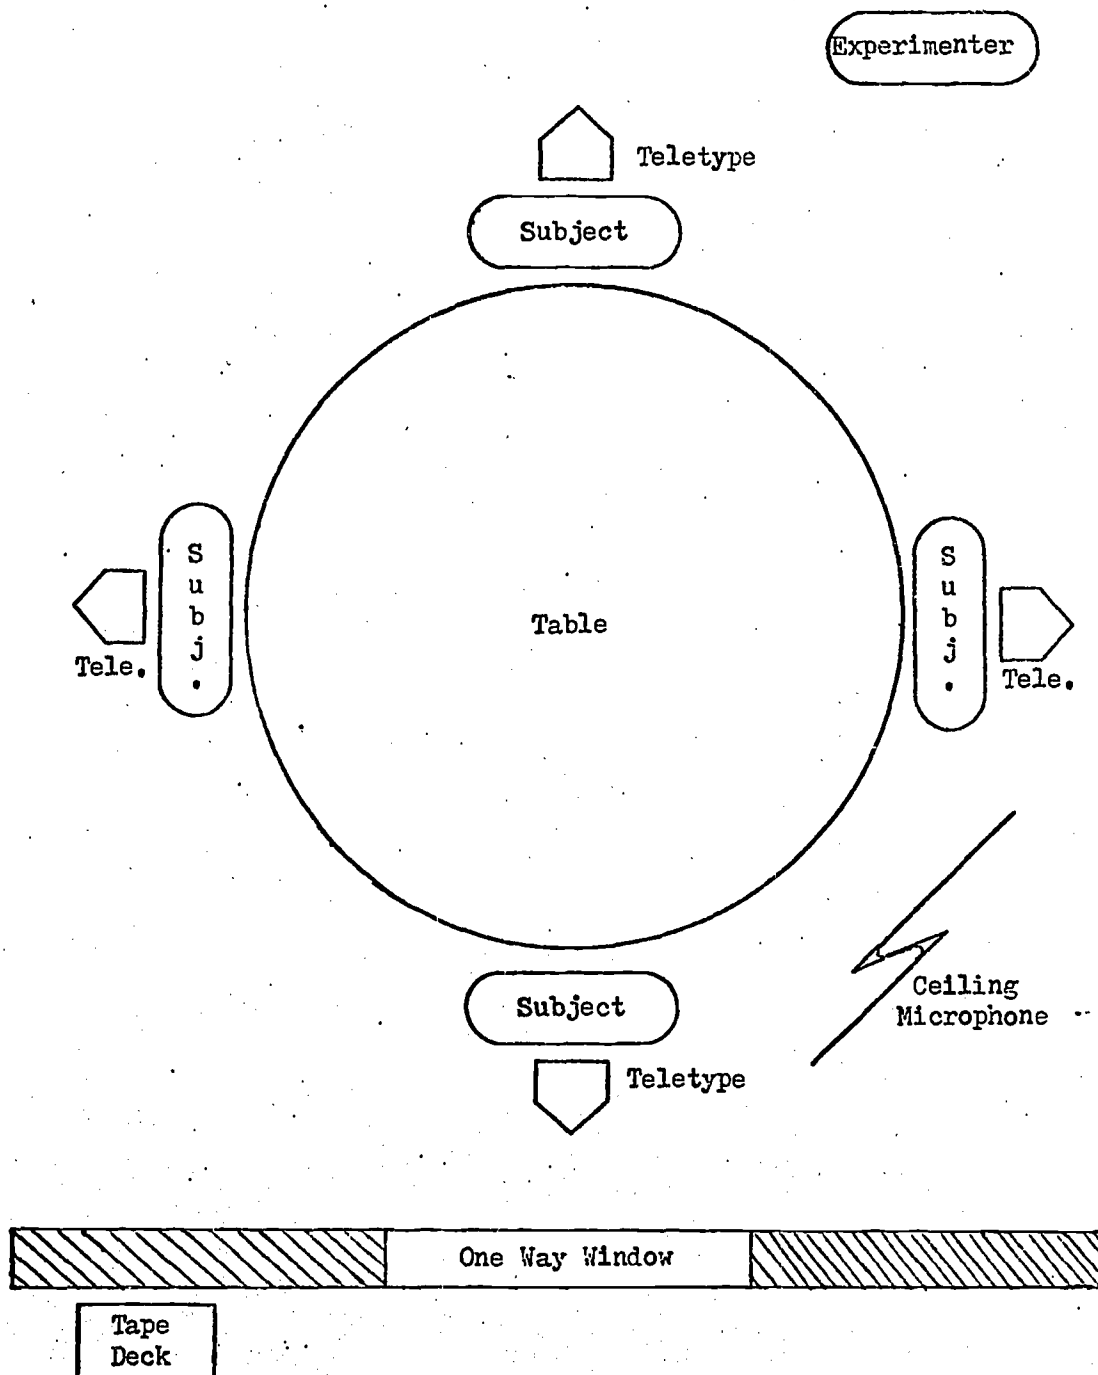 Experimenter
Teletype
Subject
S
u
b
j
.
Tele.
Table
S
u
b
j
.
Tele.
Ceiling
Microphone
Subject
Teletype
One Way Window
Tape
Deck